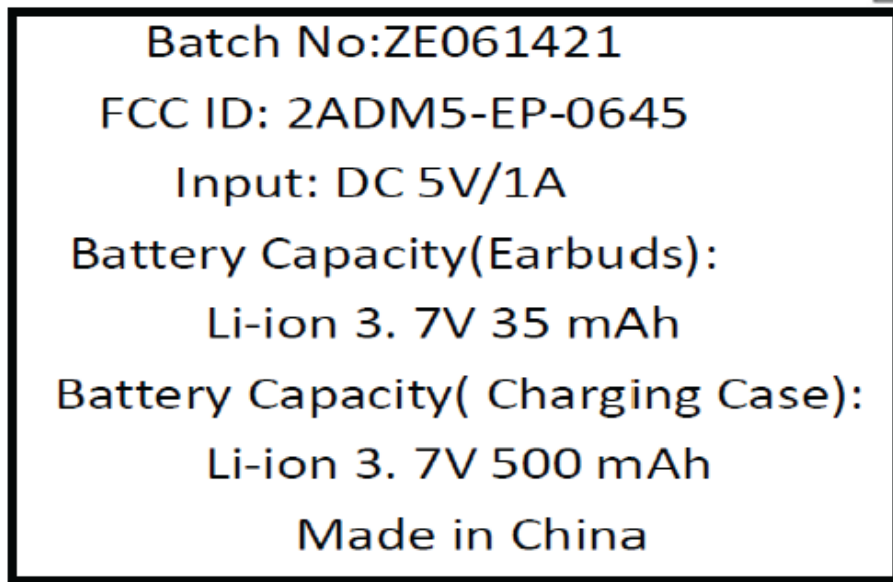 Batch No:ZE061421
FCC ID: 2ADM5-EP-0645
Input: DC 5V/1A
Battery Capacity(Earbuds):
Li-ion 3. 7V 35 mAh
Battery Capacity( Charging Case):
Li-ion 3. 7V 500 mAh
Made in China